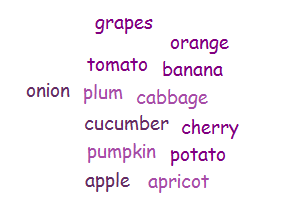 grapes
orange
tomato banana
onion plum cabbage
cucumber cherry
pumpkin potato
apple apricot